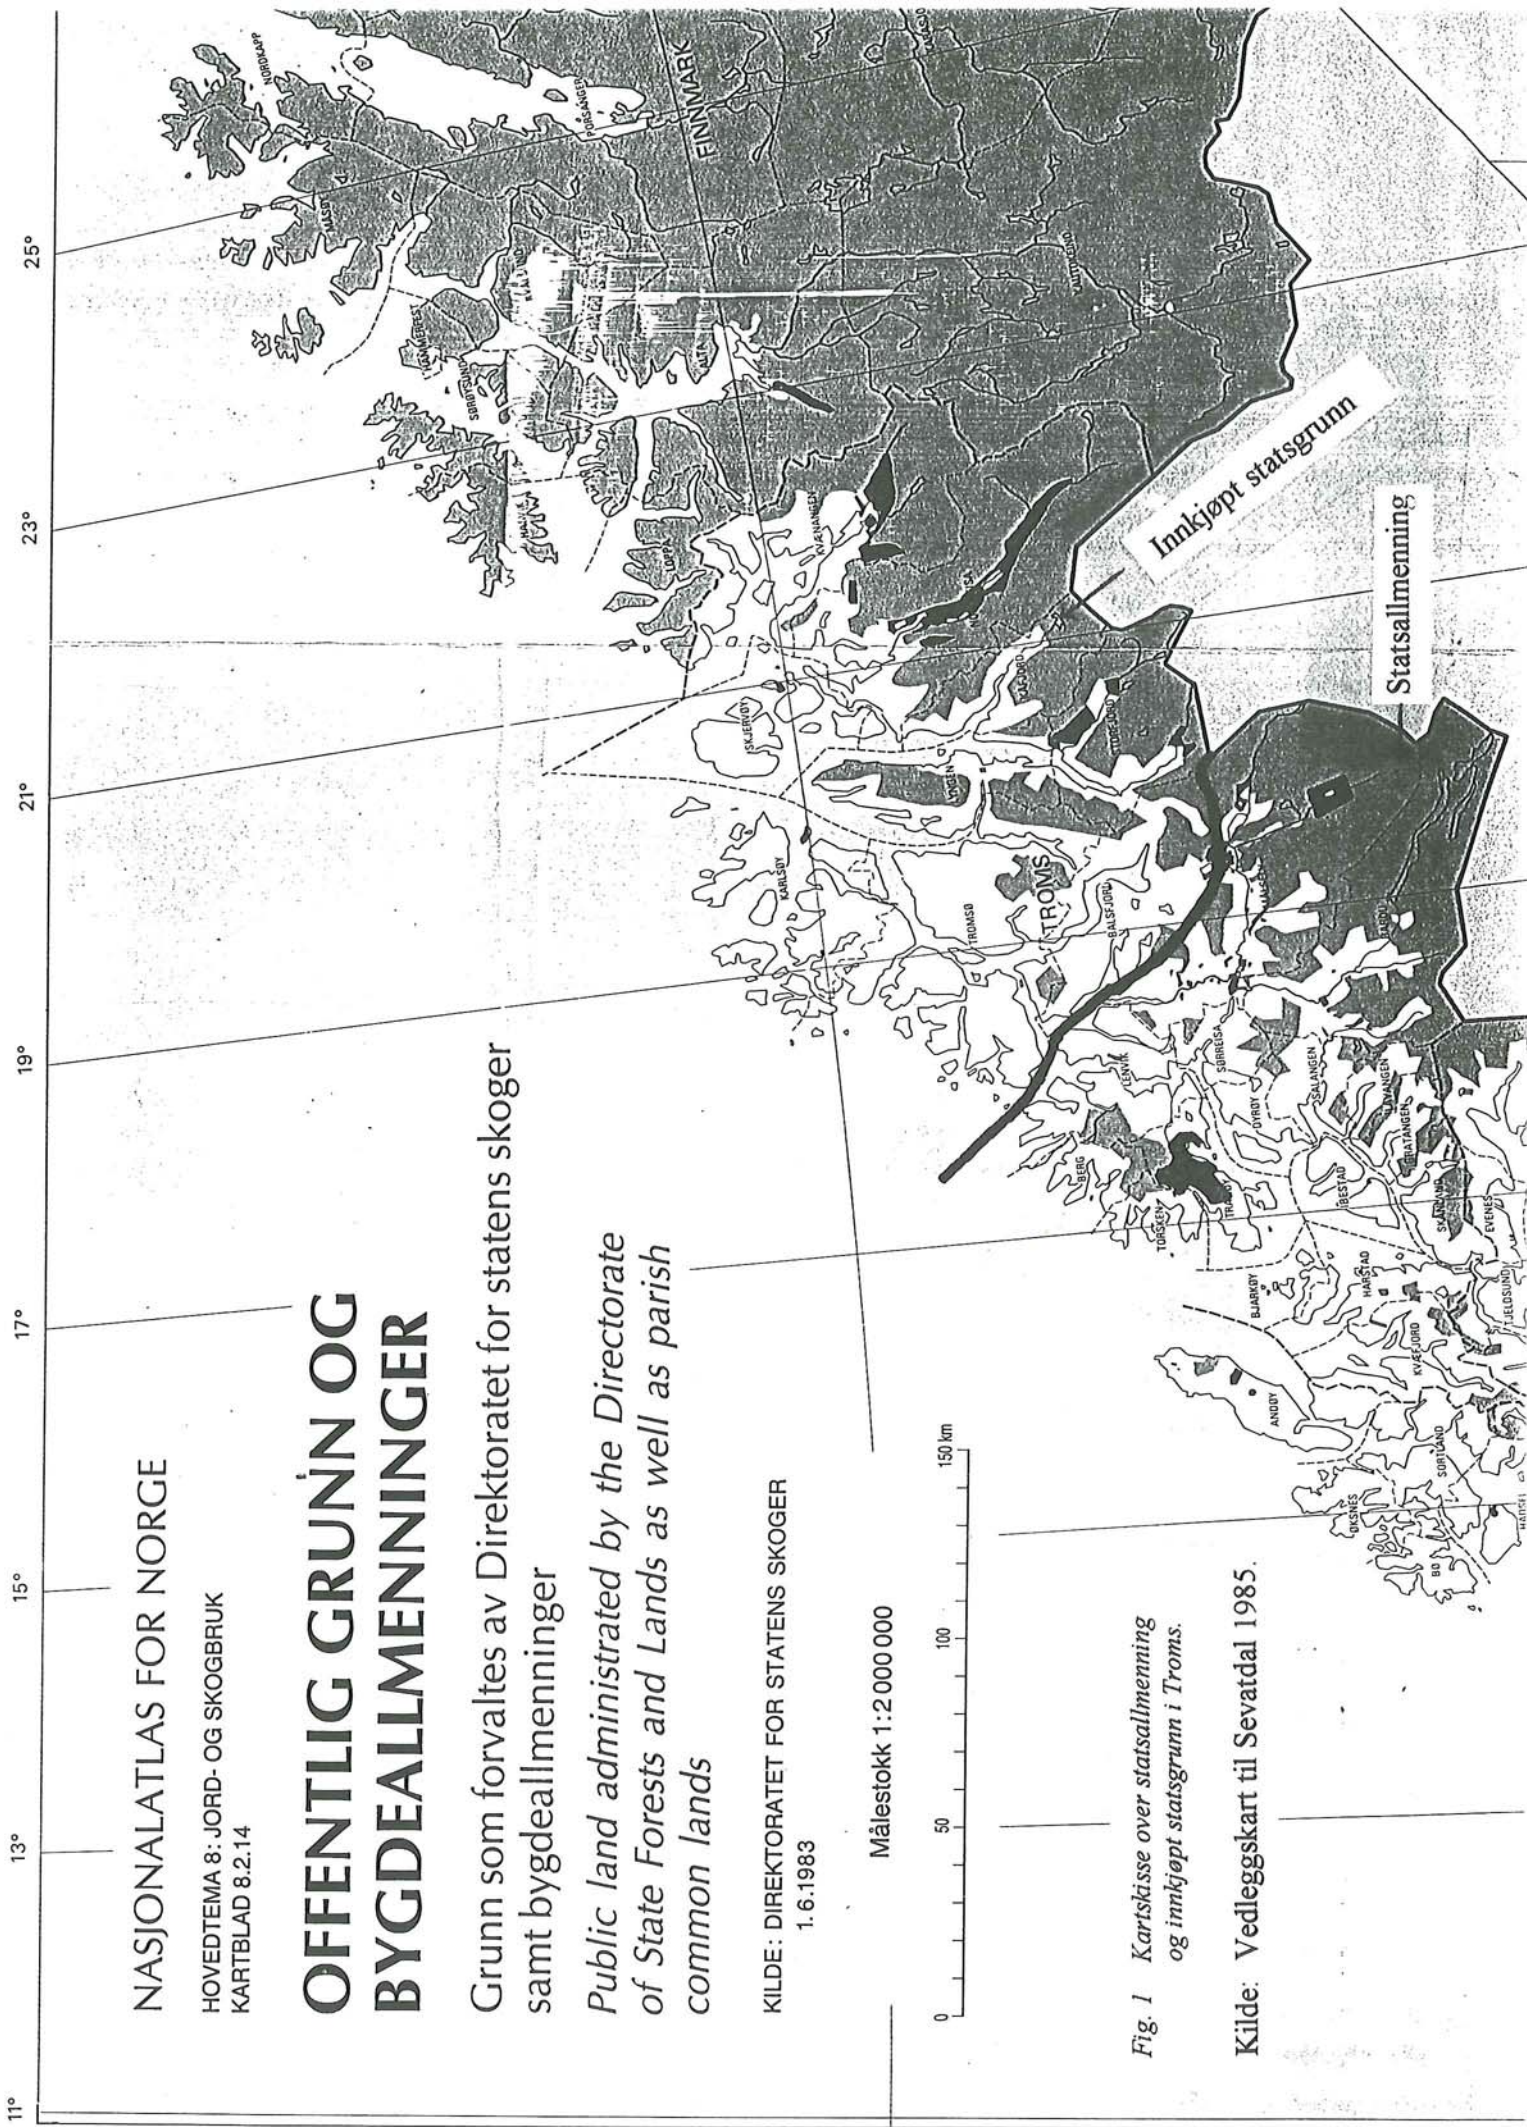 11°
13°
15°
17°
19°
21°
23°
25°
NASJONALATLAS FOR NORGE
HOVEDTEMA 8: JORD- OG SKOGBRUK
KARTBLAD 8.2.14
OFFENTLIG GRUNN OG
BYGDEALLMENNINGER
Grunn som forvaltes av Direktoratet for statens skoger
samt bygdeallmenninger
Public land administrated by the Directorate
of State Forests and Lands as well as parish
common lands
KILDE: DIREKTORATET FOR STATENS SKOGER
1.6.1983
Målestokk 1:2 000 000
0
50
100
150 km
Fig. 1 Kartskisse over statsallmenning
og innkjøpt statsgrunn i Troms.
Kilde: Vedleggskart til Sevatdal 1985.
NORDKAPP
MÅSØY
PORSANGER
FINNMARK
KARASJO
HAMMERFEST
KVALSUND
SØRØYSUND
HASVIK
ALTA
KAUTOKEINO
LOPPA
KVÆNANGEN
SKJERVØY
KÅFJORD
STORFJORD
LYNGEN
KARLSØY
TROMSØ
TROMS
BALSFJORD
BARDU
LENVIK
SØRREISA
DYRØY
SALANGEN
LAVANGEN
GRATANGEN
BERG
TORSKEN
TRANØY
IBESTAD
SKÅNLAND
EVENES
BJARKØY
HARSTAD
TJELDSUND
KVÆFJORD
ANDØY
SORTLAND
ØKSNES
BØ
HADSEL
Innkjøpt statsgrunn
Statsallmenning